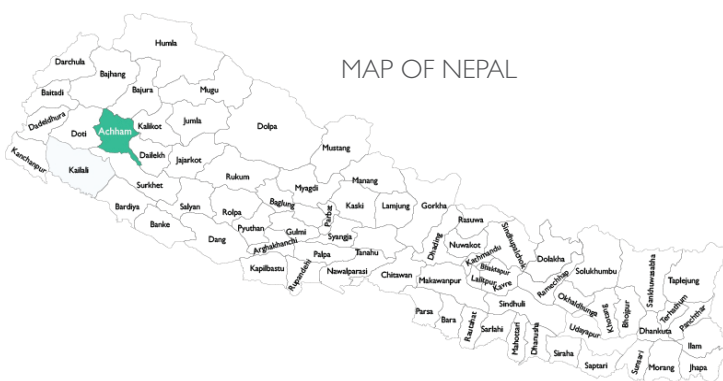 MAP OF NEPAL
Humla
Darchula
Bajhang
Baitadi
Bajura
Mugu
Dadeldhura
Doti
Achham
Kalikot
Jumla
Dolpa
Kanchanpur
Kailali
Dailekh
Jajarkot
Mustang
Surkhet
Rukum
Myagdi
Manang
Bardiya
Salyan
Rolpa
Baglung
Parbat
Kaski
Lamjung
Gorkha
Banke
Dang
Pyuthan
Gulmi
Syangja
Arghakhanchi
Palpa
Tanahu
Kapilbastu
Rupandehi
Nawalparasi
Chitawan
Rasuwa
Dhading
Nuwakot
Sindhupalchok
Kathmandu
Bhaktapur
Lalitpur
Kavre
Dolakha
Makawanpur
Ramechhap
Solukhumbu
Sankhuwasabha
Taplejung
Sindhuli
Okhaldhunga
Khotang
Bhojpur
Terhathum
Panchthar
Parsa
Bara
Rautahat
Sarlahi
Mahottari
Dhanusha
Udayapur
Dhankuta
Ilam
Siraha
Saptari
Sunsari
Morang
Jhapa